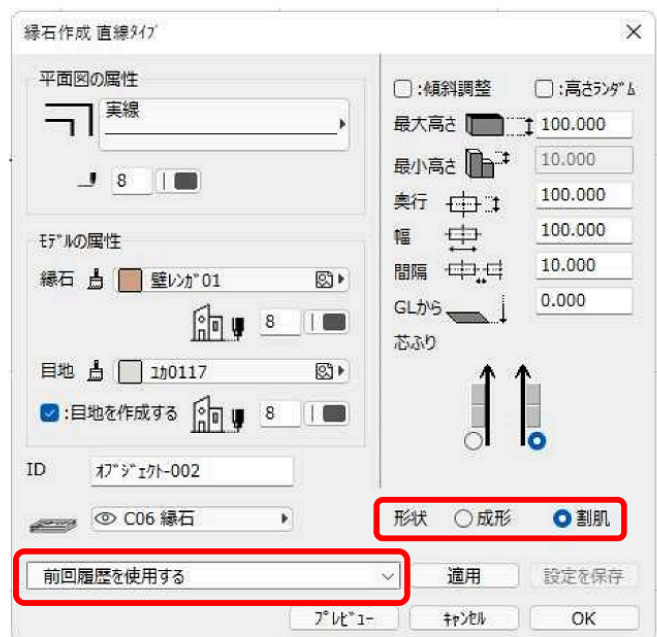 縁石作成 直線ﾀｲﾌﾟ
平面図の属性
実線
8
ﾓﾃﾞﾙの属性
縁石 壁ﾚﾝｶﾞ01
8
目地 ﾕｶ0117
:目地を作成する 8
ID ｵﾌﾞｼﾞｪｸﾄ-002
C06 縁石
前回履歴を使用する
:傾斜調整 :高さﾗﾝﾀﾞﾑ
最大高さ 100.000
最小高さ 10.000
奥行 100.000
幅 100.000
間隔 10.000
GLから 0.000
芯ふり
形状 成形 割肌
適用 設定を保存
ﾌﾟﾚﾋﾞｭｰ ｷｬﾝｾﾙ OK